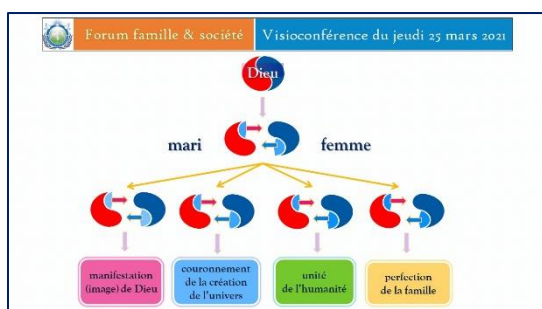 Forum famille & société
Visioconférence du jeudi 25 mars 2021
Dieu
mari
femme
manifestation
(image) de Dieu
couronnement
de la création
de l'univers
unité
de l'humanité
perfection
de la famille